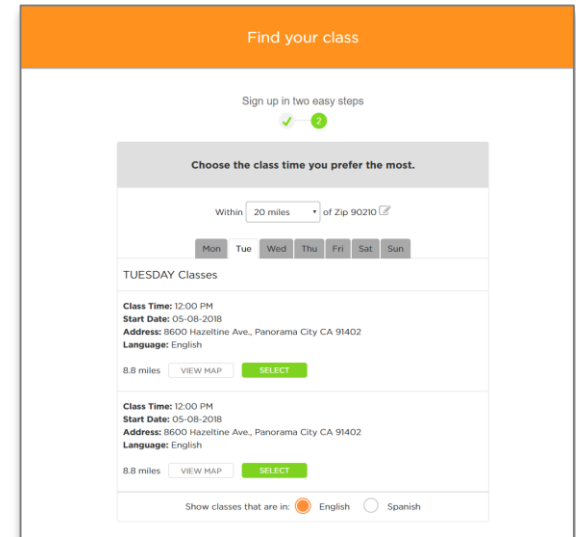 Find your class
Sign up in two easy steps
2
Choose the class time you prefer the most.
Within 20 miles of Zip 90210
Mon Tue Wed Thu Fri Sat Sun
TUESDAY Classes
Class Time: 12:00 PM
Start Date: 05-08-2018
Address: 8600 Hazeltine Ave., Panorama City CA 91402
Language: English
8.8 miles VIEW MAP SELECT
Class Time: 12:00 PM
Start Date: 05-08-2018
Address: 8600 Hazeltine Ave., Panorama City CA 91402
Language: English
8.8 miles VIEW MAP SELECT
Show classes that are in: English Spanish